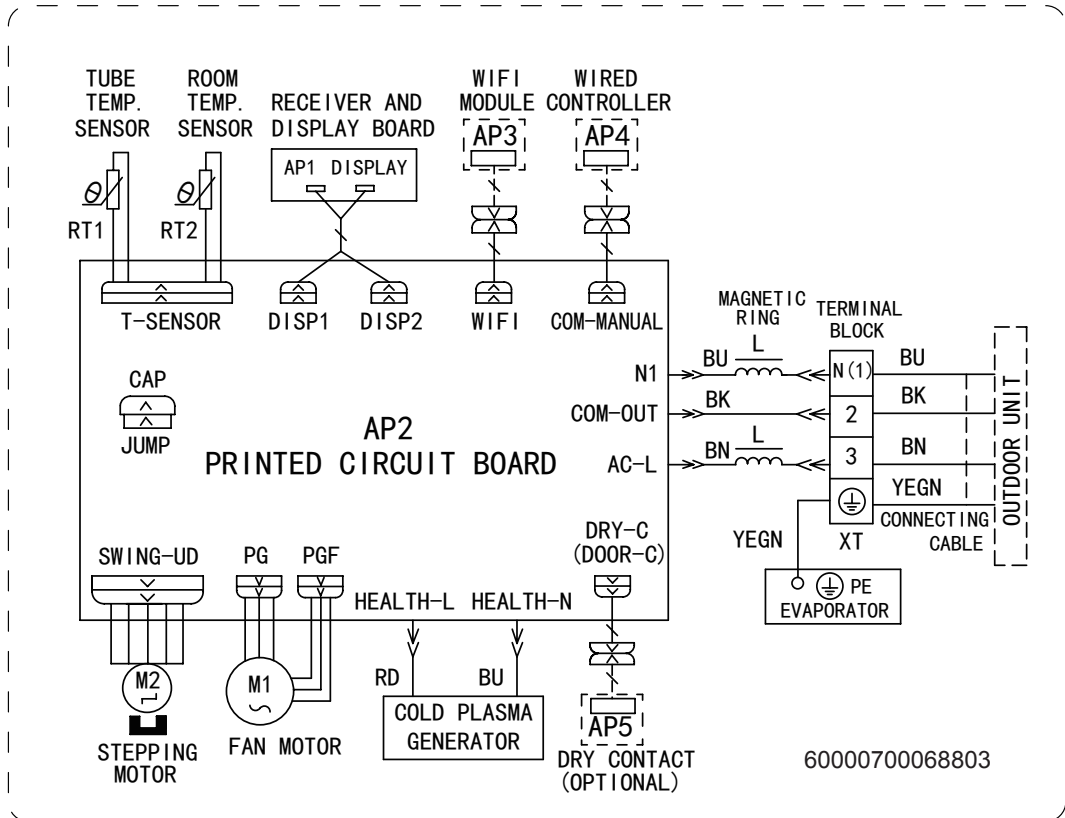 TUBE
TEMP.
SENSOR
ROOM
TEMP.
SENSOR
RECEIVER AND
DISPLAY BOARD
WIFI
MODULE
WIRED
CONTROLLER
AP1 DISPLAY
AP3
AP4
θ
RT1
θ
RT2
T-SENSOR
DISP1
DISP2
WIFI
COM-MANUAL
MAGNETIC
RING
TERMINAL
BLOCK
CAP
JUMP
AP2
PRINTED CIRCUIT BOARD
N1
BU
L
N(1)
BU
COM-OUT
BK
2
BK
AC-L
BN
L
3
BN
YEGN
XT
CONNECTING
CABLE
OUTDOOR UNIT
YEGN
PE
EVAPORATOR
SWING-UD
PG
PGF
HEALTH-L
HEALTH-N
DRY-C
(DOOR-C)
M2
STEPPING
MOTOR
M1
FAN MOTOR
RD
BU
COLD PLASMA
GENERATOR
AP5
DRY CONTACT
(OPTIONAL)
60000700068803